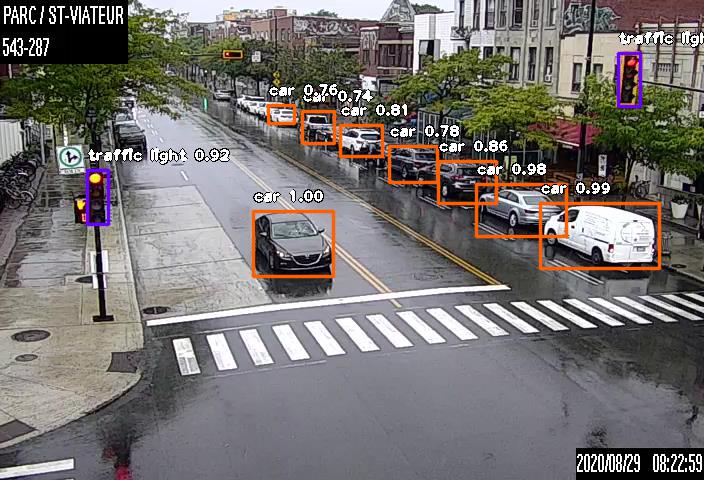 PARC / ST-VIATEUR
543-287
traffic ligh
car 0.76
car 0.74
car 0.81
car 0.78
car 0.86
traffic light 0.92
car 0.98
car 0.99
car 1.00
2020/08/29 08:22:59